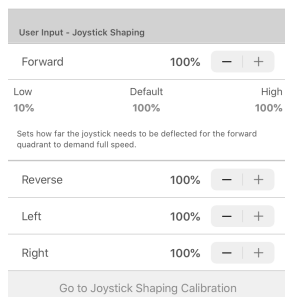 User Input - Joystick Shaping
Forward 100% − +
Low Default High
10% 100% 100%
Sets how far the joystick needs to be deflected for the forward
quadrant to demand full speed.
Reverse 100% − +
Left 100% − +
Right 100% − +
Go to Joystick Shaping Calibration